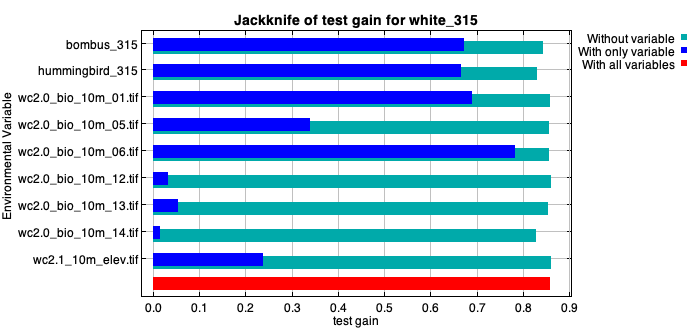 Jackknife of test gain for white_315
Without variable
With only variable
With all variables
Environmental Variable
bombus_315
hummingbird_315
wc2.0_bio_10m_01.tif
wc2.0_bio_10m_05.tif
wc2.0_bio_10m_06.tif
wc2.0_bio_10m_12.tif
wc2.0_bio_10m_13.tif
wc2.0_bio_10m_14.tif
wc2.1_10m_elev.tif
0.0 0.1 0.2 0.3 0.4 0.5 0.6 0.7 0.8 0.9
test gain